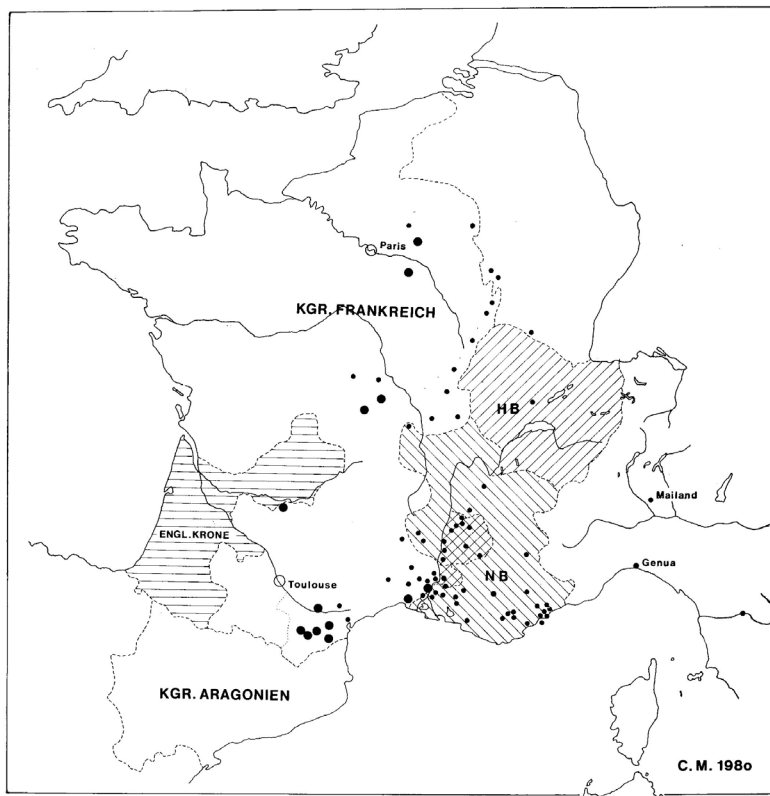 Paris
KGR. FRANKREICH
HB
Mailand
ENGL.KRONE
Genua
Toulouse
NB
KGR. ARAGONIEN
C.M. 198o